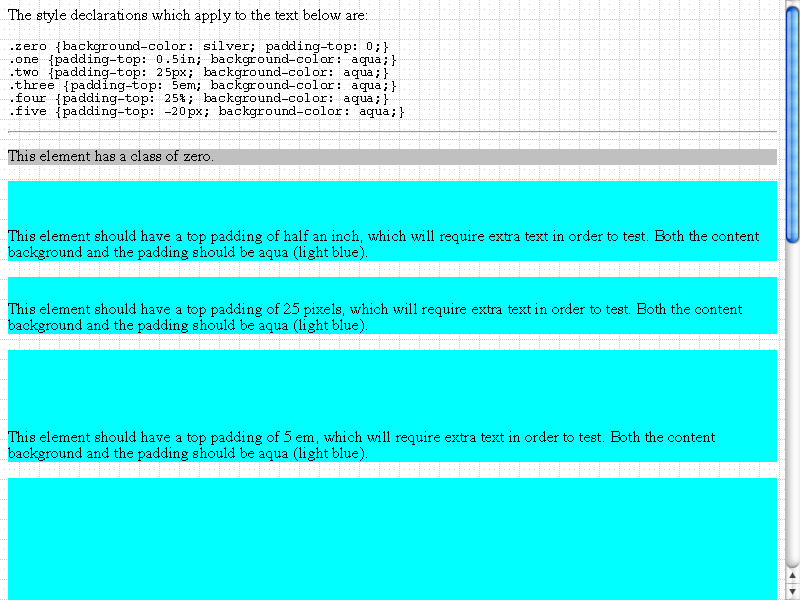 The style declarations which apply to the text below are:
.zero {background-color: silver; padding-top: 0;}
.one {padding-top: 0.5in; background-color: aqua;}
.two {padding-top: 25px; background-color: aqua;}
.three {padding-top: 5em; background-color: aqua;}
.four {padding-top: 25%; background-color: aqua;}
.five {padding-top: -20px; background-color: aqua;}
This element has a class of zero.
This element should have a top padding of half an inch, which will require extra text in order to test. Both the content
background and the padding should be aqua (light blue).
This element should have a top padding of 25 pixels, which will require extra text in order to test. Both the content
background and the padding should be aqua (light blue).
This element should have a top padding of 5 em, which will require extra text in order to test. Both the content
background and the padding should be aqua (light blue).